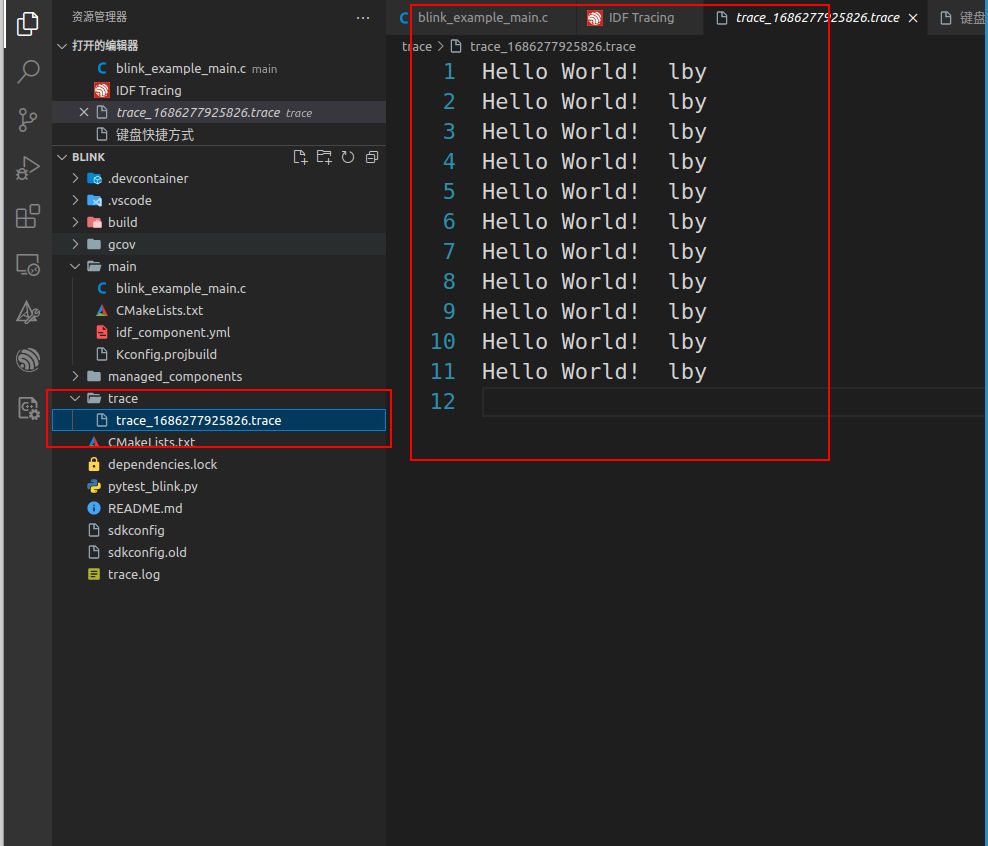 资源管理器
打开的编辑器
blink_example_main.c main
IDF Tracing
trace_1686277925826.trace trace
键盘快捷方式
BLINK
.devcontainer
.vscode
build
gcov
main
blink_example_main.c
CMakeLists.txt
idf_component.yml
Kconfig.projbuild
managed_components
trace
trace_1686277925826.trace
CMakeLists.txt
dependencies.lock
pytest_blink.py
README.md
sdkconfig
sdkconfig.old
trace.log
blink_example_main.c IDF Tracing trace_1686277925826.trace 键盘
trace > trace_1686277925826.trace
1 Hello World!  lby
2 Hello World!  lby
3 Hello World!  lby
4 Hello World!  lby
5 Hello World!  lby
6 Hello World!  lby
7 Hello World!  lby
8 Hello World!  lby
9 Hello World!  lby
10 Hello World!  lby
11 Hello World!  lby
12